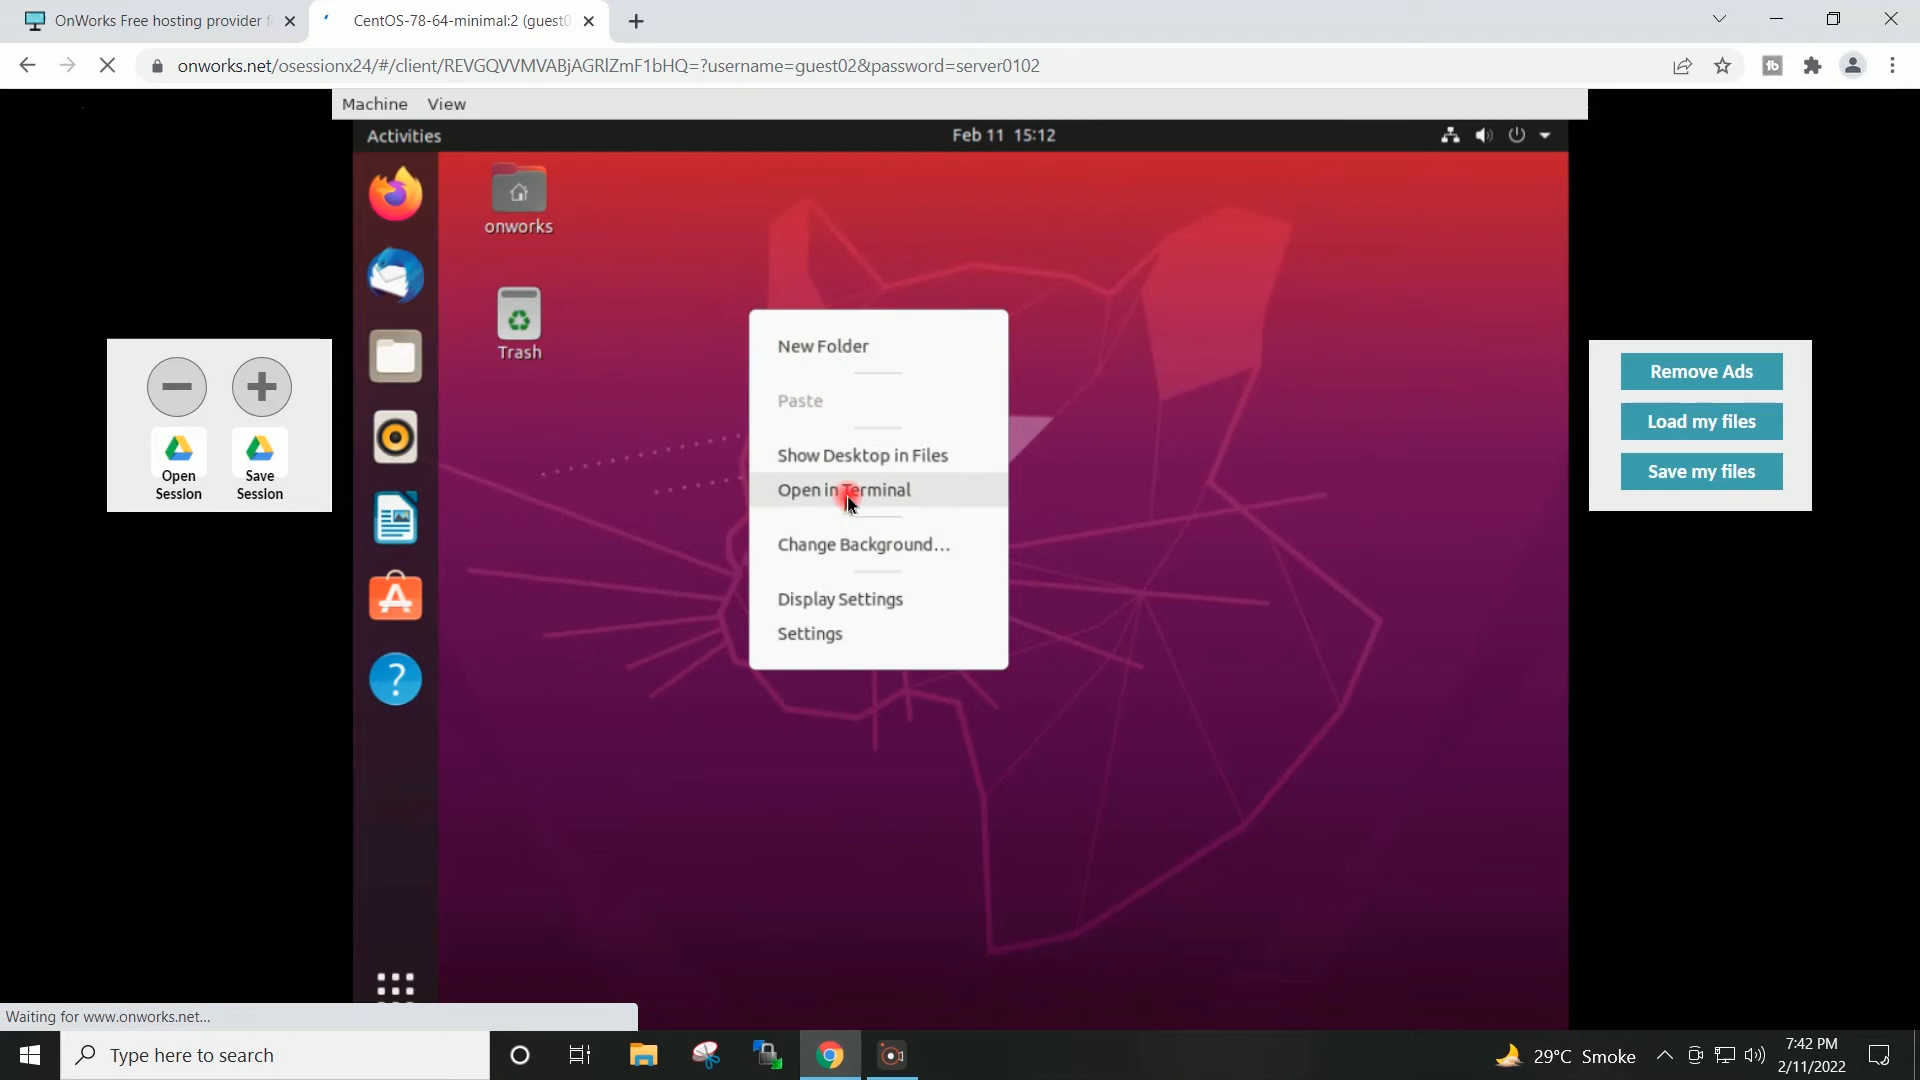 OnWorks Free hosting provider f
CentOS-78-64-minimal:2 (guest0
onworks.net/osessionx24/#/client/REVGQVVMVABjAGRlZmF1bHQ=?username=guest02&password=server0102
Machine View
Activities
Feb 11 15:12
onworks
Trash
New Folder
Paste
Show Desktop in Files
Open in Terminal
Change Background...
Display Settings
Settings
Open
Session
Save
Session
Remove Ads
Load my files
Save my files
Waiting for www.onworks.net...
Type here to search
29°C Smoke
7:42 PM
2/11/2022